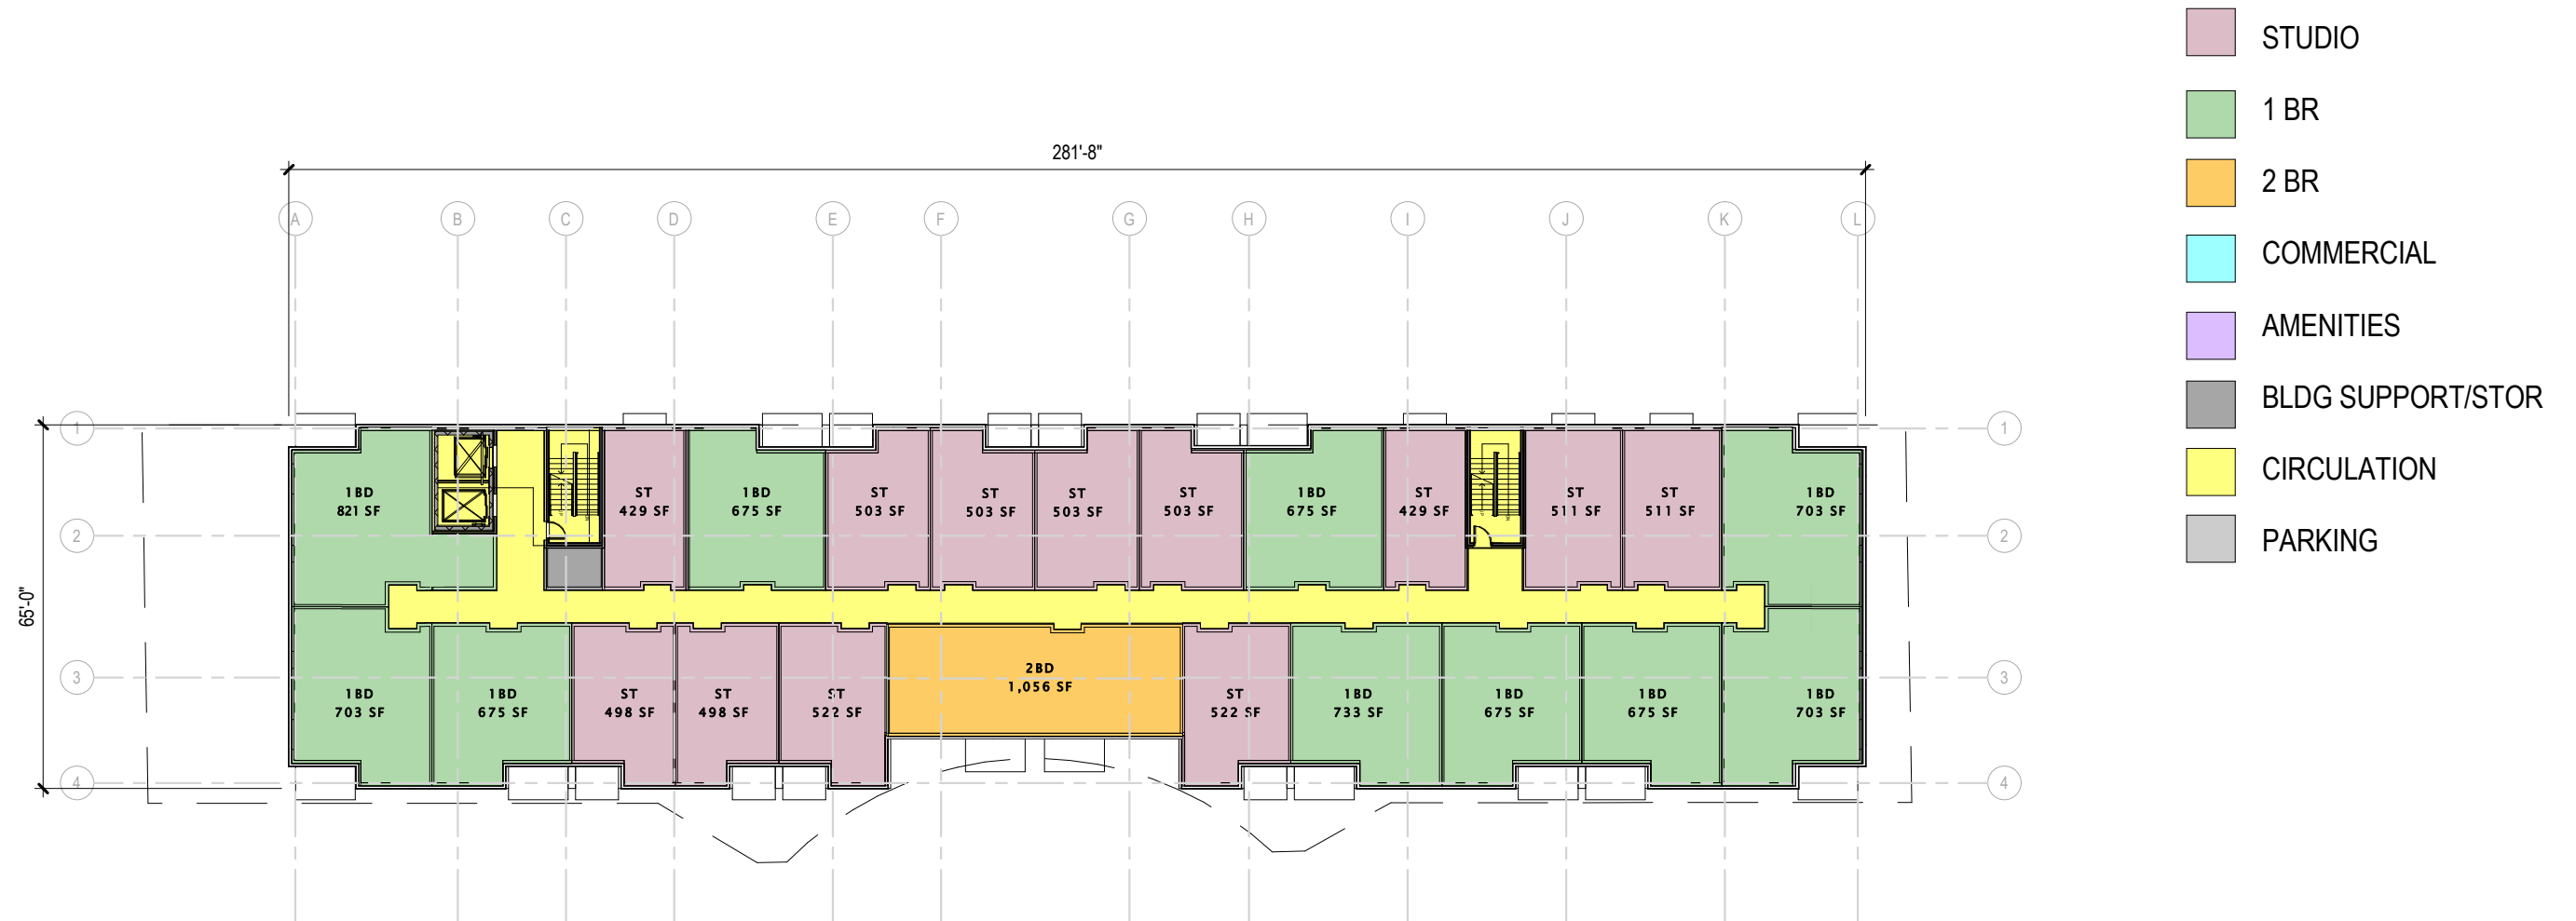 STUDIO
1 BR
2 BR
COMMERCIAL
AMENITIES
BLDG SUPPORT/STOR
CIRCULATION
PARKING
281'-8"
A B C D E F G H I J K L
65'-0"
1 1
2 2
3 3
4 4
1BD
821 SF
ST
429 SF
1BD
675 SF
ST
503 SF
ST
503 SF
ST
503 SF
ST
503 SF
1BD
675 SF
ST
429 SF
ST
511 SF
ST
511 SF
1BD
703 SF
1BD
703 SF
1BD
675 SF
ST
498 SF
ST
498 SF
ST
522 SF
2BD
1,056 SF
ST
522 SF
1BD
733 SF
1BD
675 SF
1BD
675 SF
1BD
703 SF